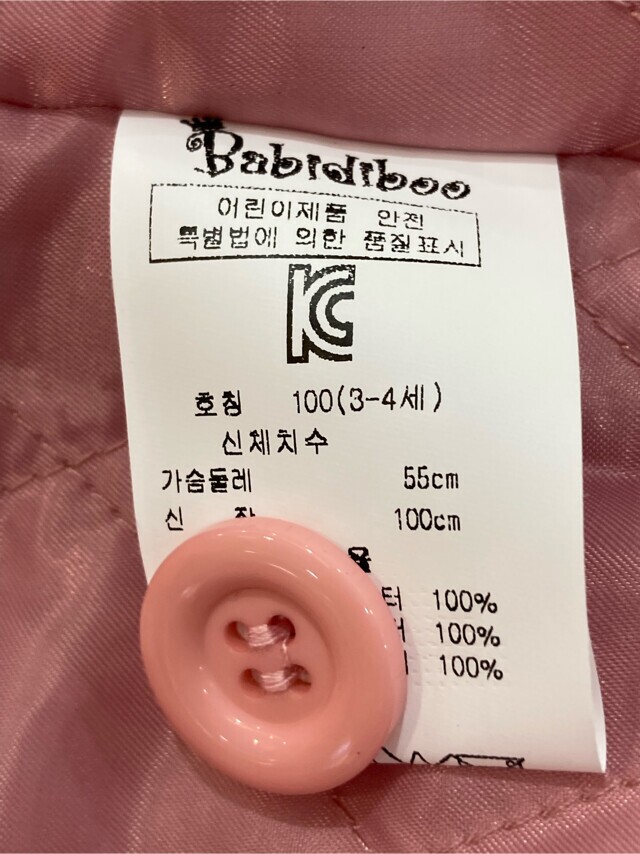 Babidiboo
어린이제품 안전
특별법에 의한 품질표시
KC
호칭 100(3-4세)
신체치수
가슴둘레 55cm
신 장 100cm
100%
100%
100%